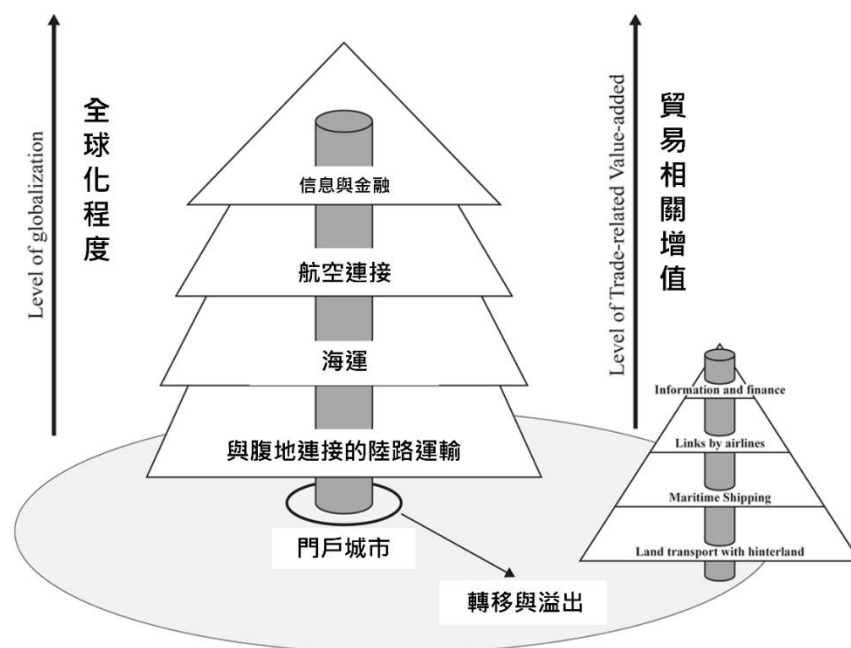 Level of globalization
全球化程度
信息與金融
航空連接
海運
與腹地連接的陸路運輸
門戶城市
轉移與溢出
Level of Trade-related Value-added
貿易相關增值
Information and finance
Links by airlines
Maritime Shipping
Land transport with hinterland